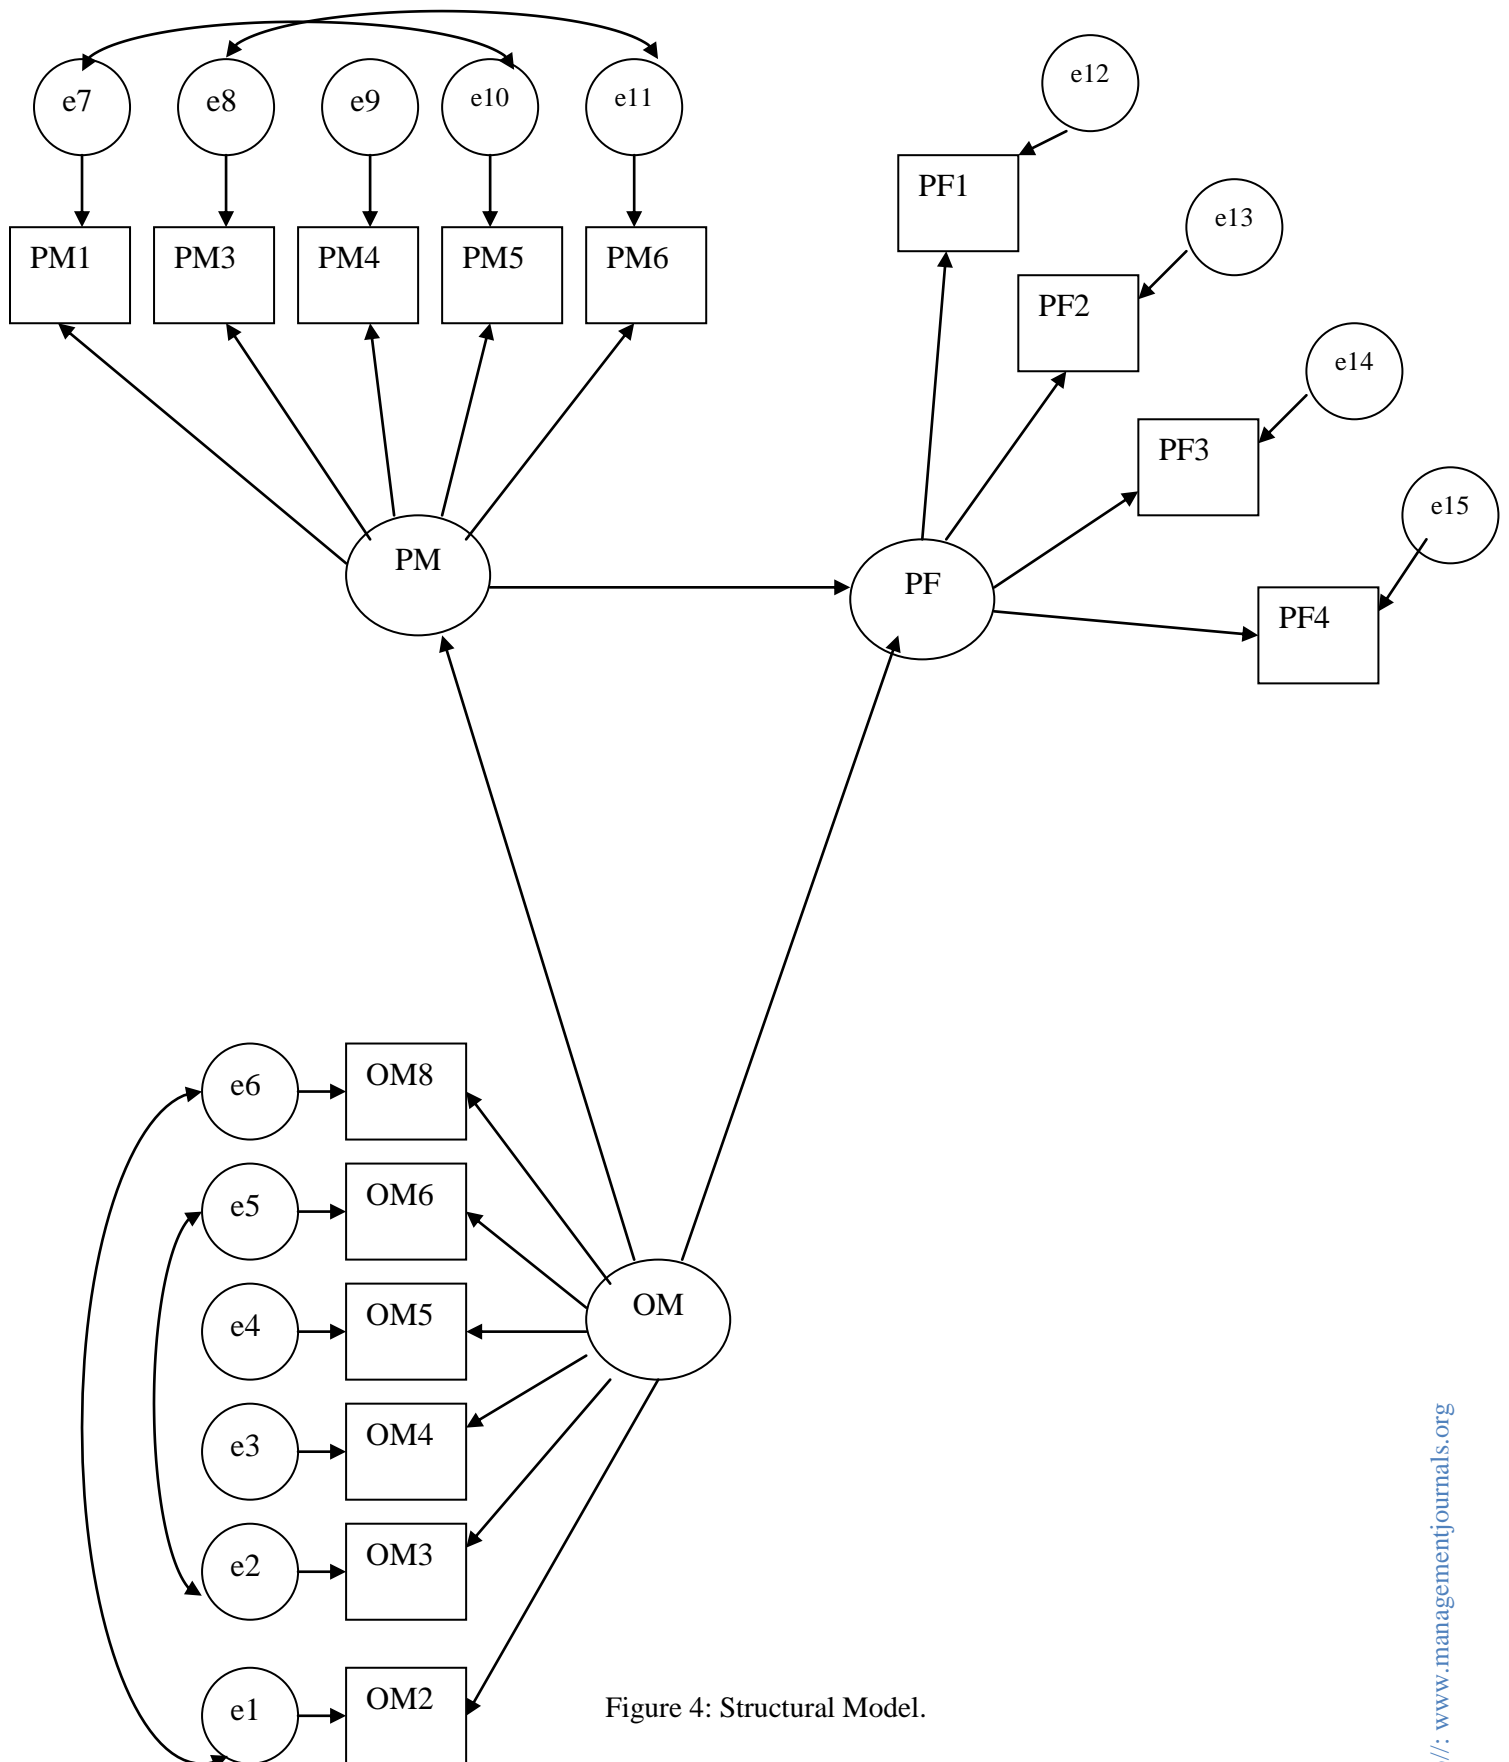 e7
e8
e9
e10
e11
e12
PM1
PM3
PM4
PM5
PM6
PF1
e13
PF2
e14
PF3
e15
PM
PF
PF4
e6
OM8
e5
OM6
e4
OM5
OM
e3
OM4
e2
OM3
e1
OM2
Figure 4: Structural Model.
//: www.managementjournals.org